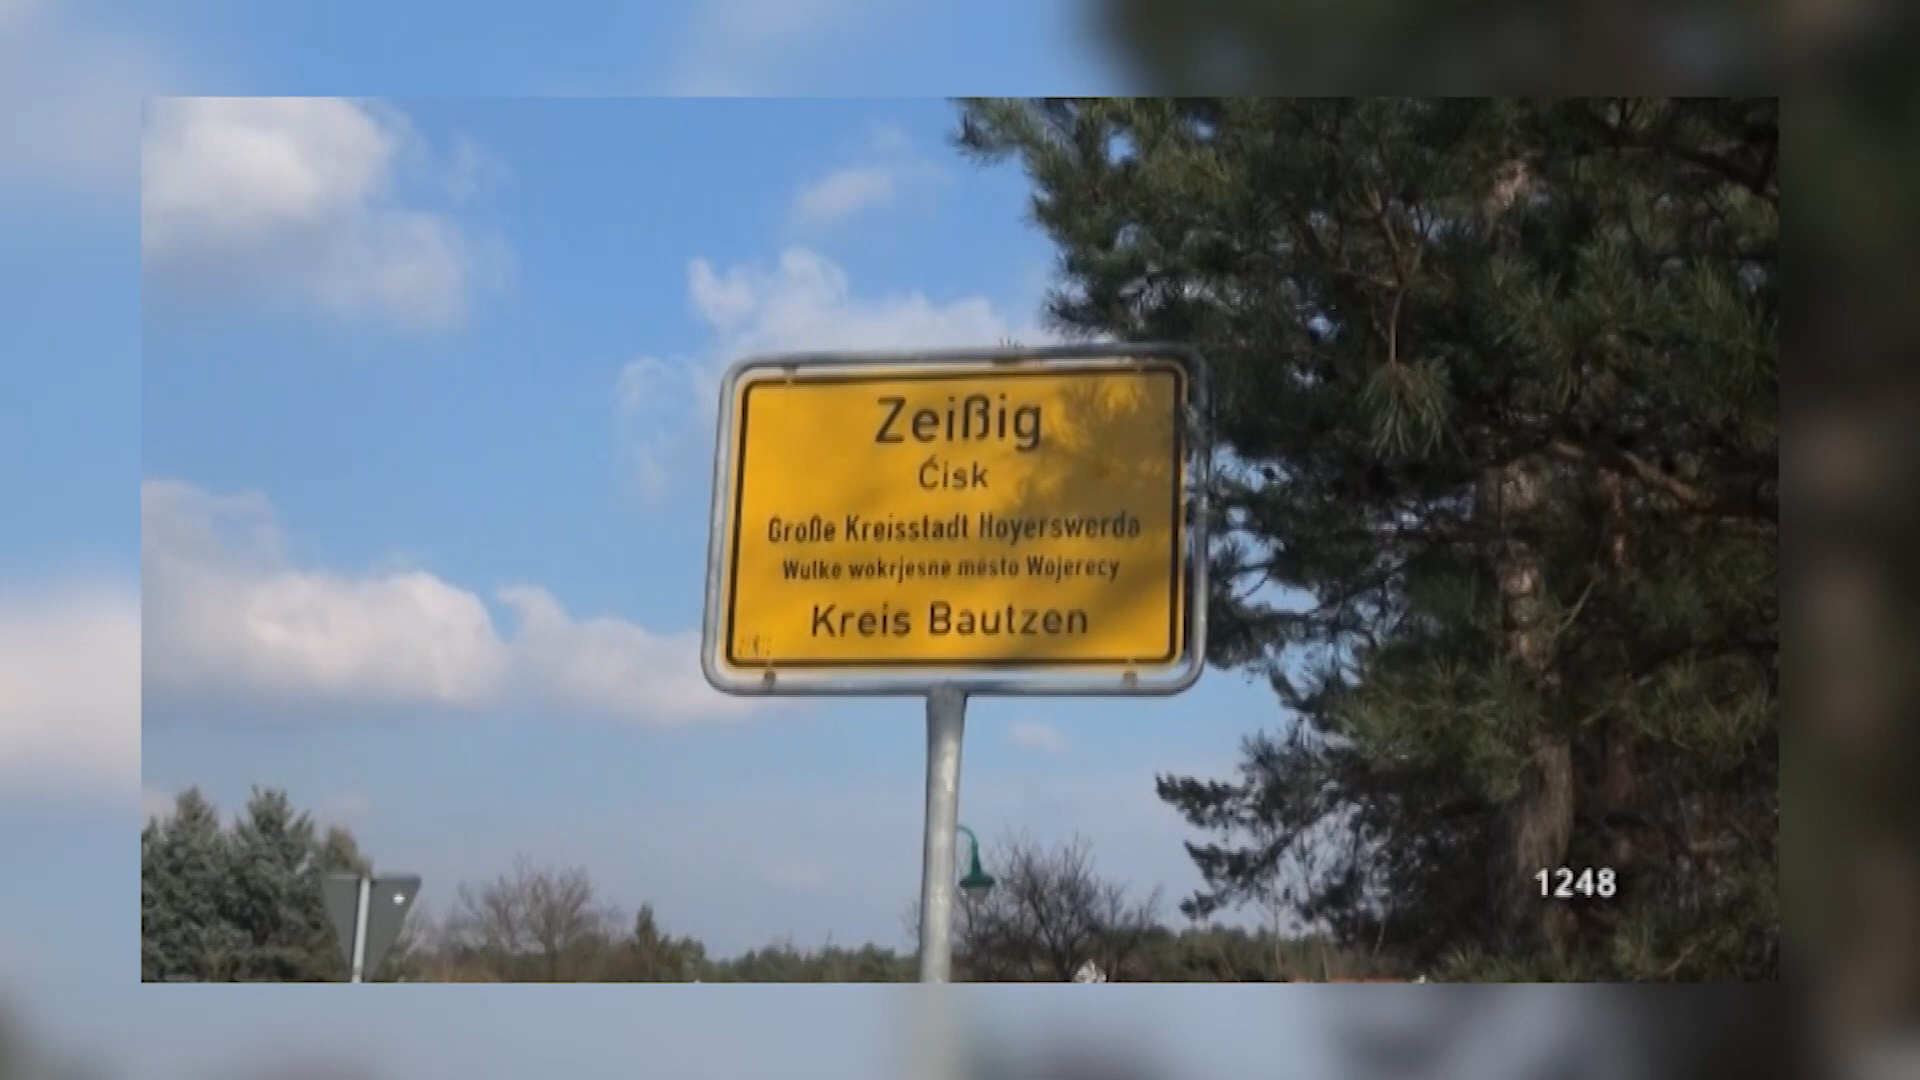 Zeißig
Ćisk
Große Kreisstadt Hoyerswerda
Wulke wokrjesne město Wojerecy
Kreis Bautzen
1248